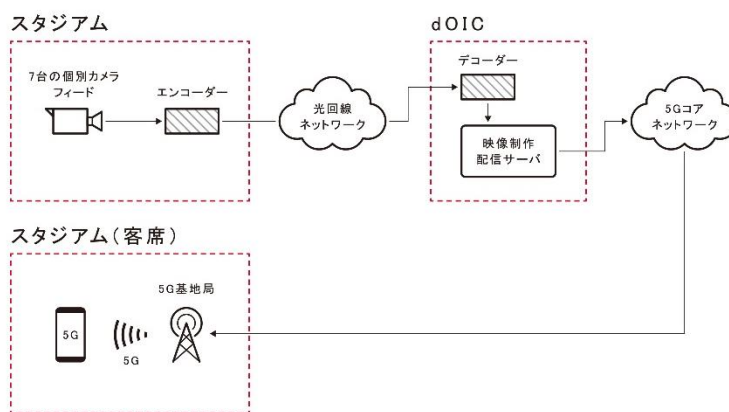 スタジアム
dOIC
7台の個別カメラ
フィード
エンコーダー
光回線
ネットワーク
デコーダー
映像制作
配信サーバ
5Gコア
ネットワーク
スタジアム(客席)
5G基地局
5G
5G